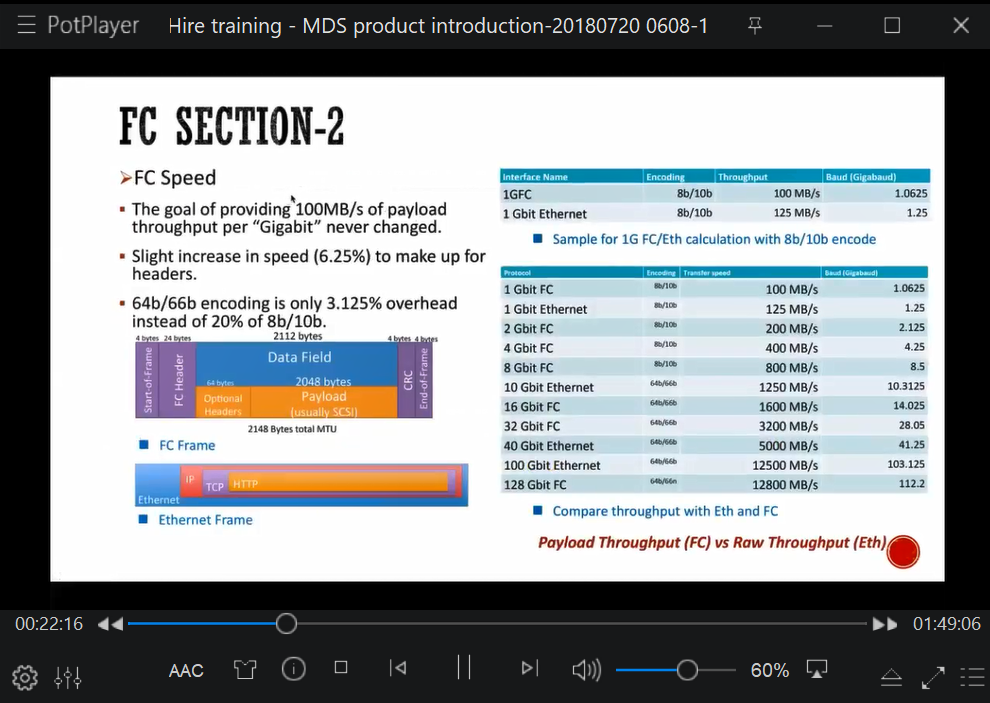 PotPlayer
Hire training - MDS product introduction-20180720 0608-1
FC SECTION-2
FC Speed
The goal of providing 100MB/s of payload
throughput per “Gigabit” never changed.
Slight increase in speed (6.25%) to make up for
headers.
64b/66b encoding is only 3.125% overhead
instead of 20% of 8b/10b.
2112 bytes
4 bytes 24 bytes 4 bytes 4 bytes
Start-of-Frame
FC Header
Data Field
64 bytes
2048 bytes
Optional
Headers
Payload
(usually SCSI)
CRC
End-of-Frame
2148 Bytes total MTU
FC Frame
IP
TCP
HTTP
Ethernet
Ethernet Frame
Interface Name Encoding Throughput Baud (Gigabaud)
1GFC 8b/10b 100 MB/s 1.0625
1 Gbit Ethernet 8b/10b 125 MB/s 1.25
Sample for 1G FC/Eth calculation with 8b/10b encode
Protocol Encoding Transfer speed Baud (Gigabaud)
1 Gbit FC 8b/10b 100 MB/s 1.0625
1 Gbit Ethernet 8b/10b 125 MB/s 1.25
2 Gbit FC 8b/10b 200 MB/s 2.125
4 Gbit FC 8b/10b 400 MB/s 4.25
8 Gbit FC 8b/10b 800 MB/s 8.5
10 Gbit Ethernet 64b/66b 1250 MB/s 10.3125
16 Gbit FC 64b/66b 1600 MB/s 14.025
32 Gbit FC 64b/66b 3200 MB/s 28.05
40 Gbit Ethernet 64b/66b 5000 MB/s 41.25
100 Gbit Ethernet 64b/66b 12500 MB/s 103.125
128 Gbit FC 64b/66n 12800 MB/s 112.2
Compare throughput with Eth and FC
Payload Throughput (FC) vs Raw Throughput (Eth)
00:22:16
01:49:06
AAC
60%